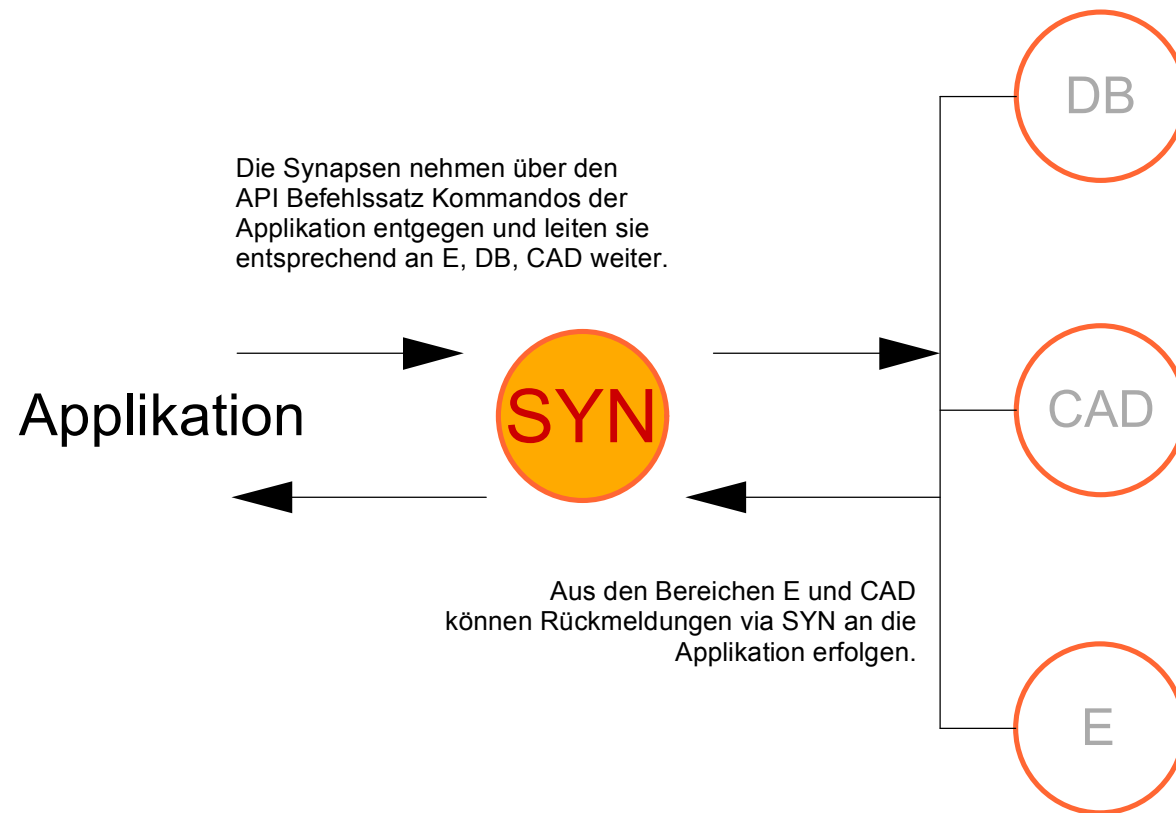 DB
Die Synapsen nehmen über den
API Befehlssatz Kommandos der
Applikation entgegen und leiten sie
entsprechend an E, DB, CAD weiter.
Applikation
SYN
CAD
Aus den Bereichen E und CAD
können Rückmeldungen via SYN an die
Applikation erfolgen.
E